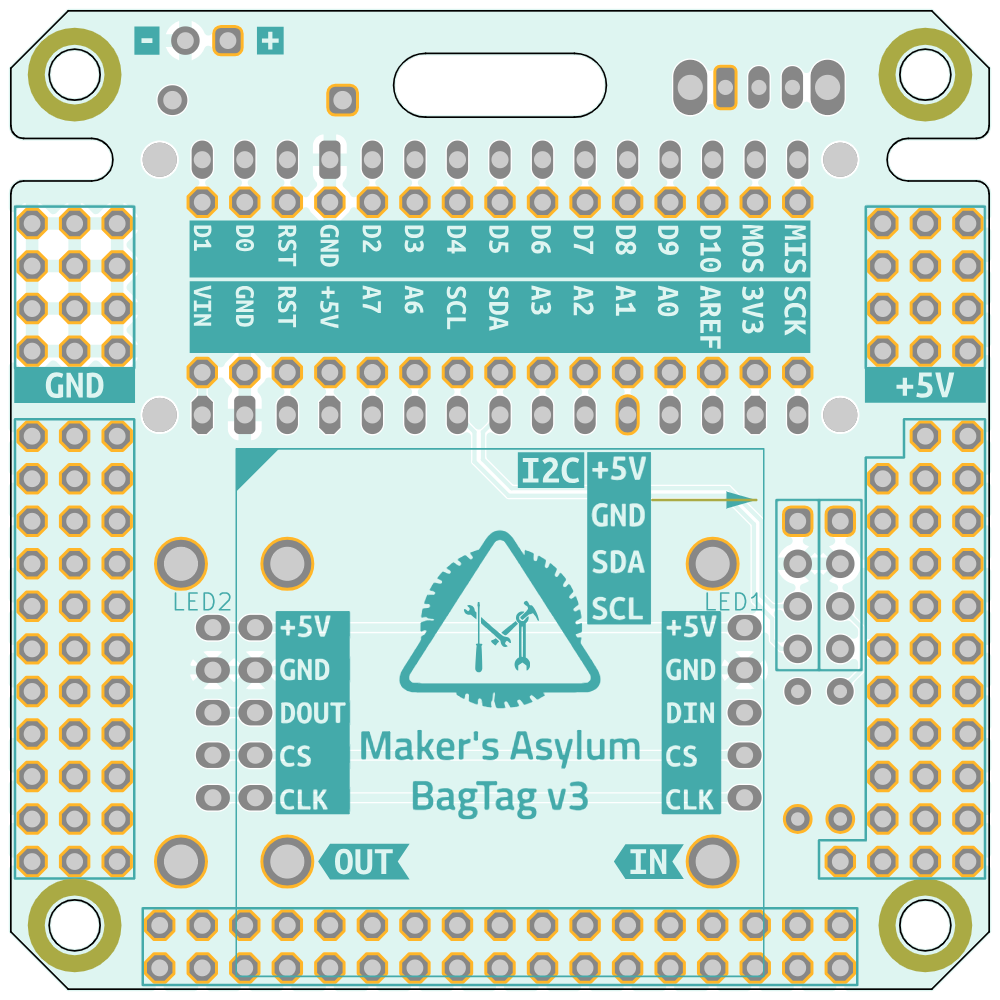 - +
D1 D0 RST GND D2 D3 D4 D5 D6 D7 D8 D9 D10 MOS MIS
VIN GND RST +5V A7 A6 SCL SDA A3 A2 A1 A0 AREF 3V3 SCK
GND
+5V
I2C +5V
GND
SDA
SCL
LED2
LED1
+5V
GND
DOUT
CS
CLK
+5V
GND
DIN
CS
CLK
Maker's Asylum
BagTag v3
OUT
IN